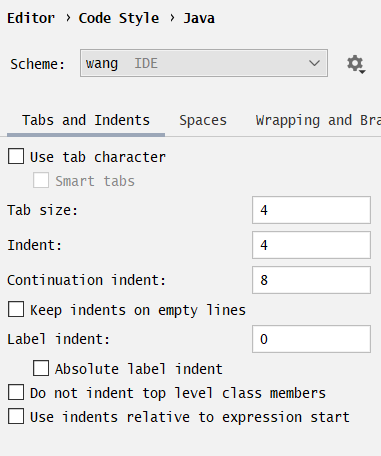 Editor › Code Style › Java
Scheme: wang IDE
Tabs and Indents Spaces Wrapping and Bra
Use tab character
Smart tabs
Tab size: 4
Indent: 4
Continuation indent: 8
Keep indents on empty lines
Label indent: 0
Absolute label indent
Do not indent top level class members
Use indents relative to expression start